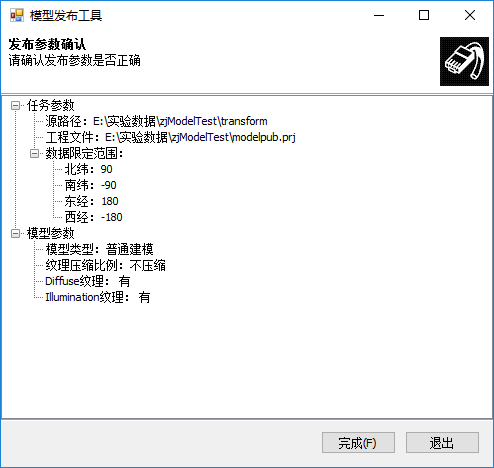 模型发布工具
发布参数确认
请确认发布参数是否正确
任务参数
源路径：E:\实验数据\zjModelTest\transform
工程文件：E:\实验数据\zjModelTest\modelpub.prj
数据限定范围：
北纬：90
南纬：-90
东经：180
西经：-180
模型参数
模型类型：普通建模
纹理压缩比例：不压缩
Diffuse纹理：有
Illumination纹理：有
完成(F)
退出